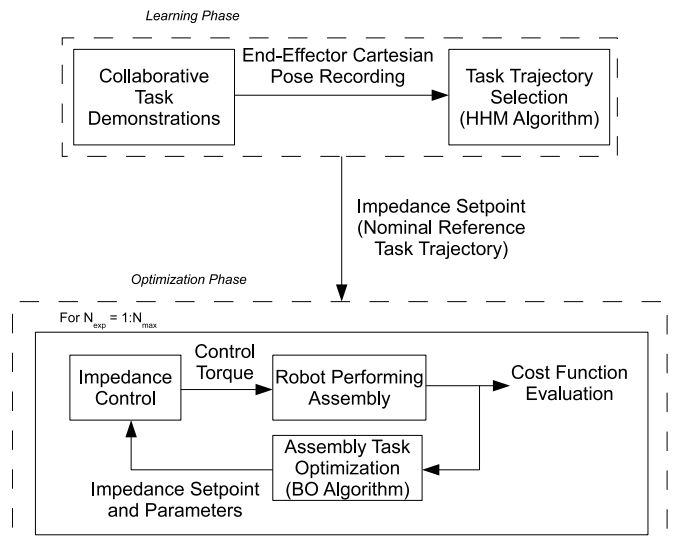 Learning Phase
Collaborative
Task
Demonstrations
End-Effector Cartesian
Pose Recording
Task Trajectory
Selection
(HHM Algorithm)
Impedance Setpoint
(Nominal Reference
Task Trajectory)
Optimization Phase
For N_exp = 1:N_max
Impedance
Control
Control
Torque
Robot Performing
Assembly
Cost Function
Evaluation
Assembly Task
Optimization
(BO Algorithm)
Impedance Setpoint
and Parameters